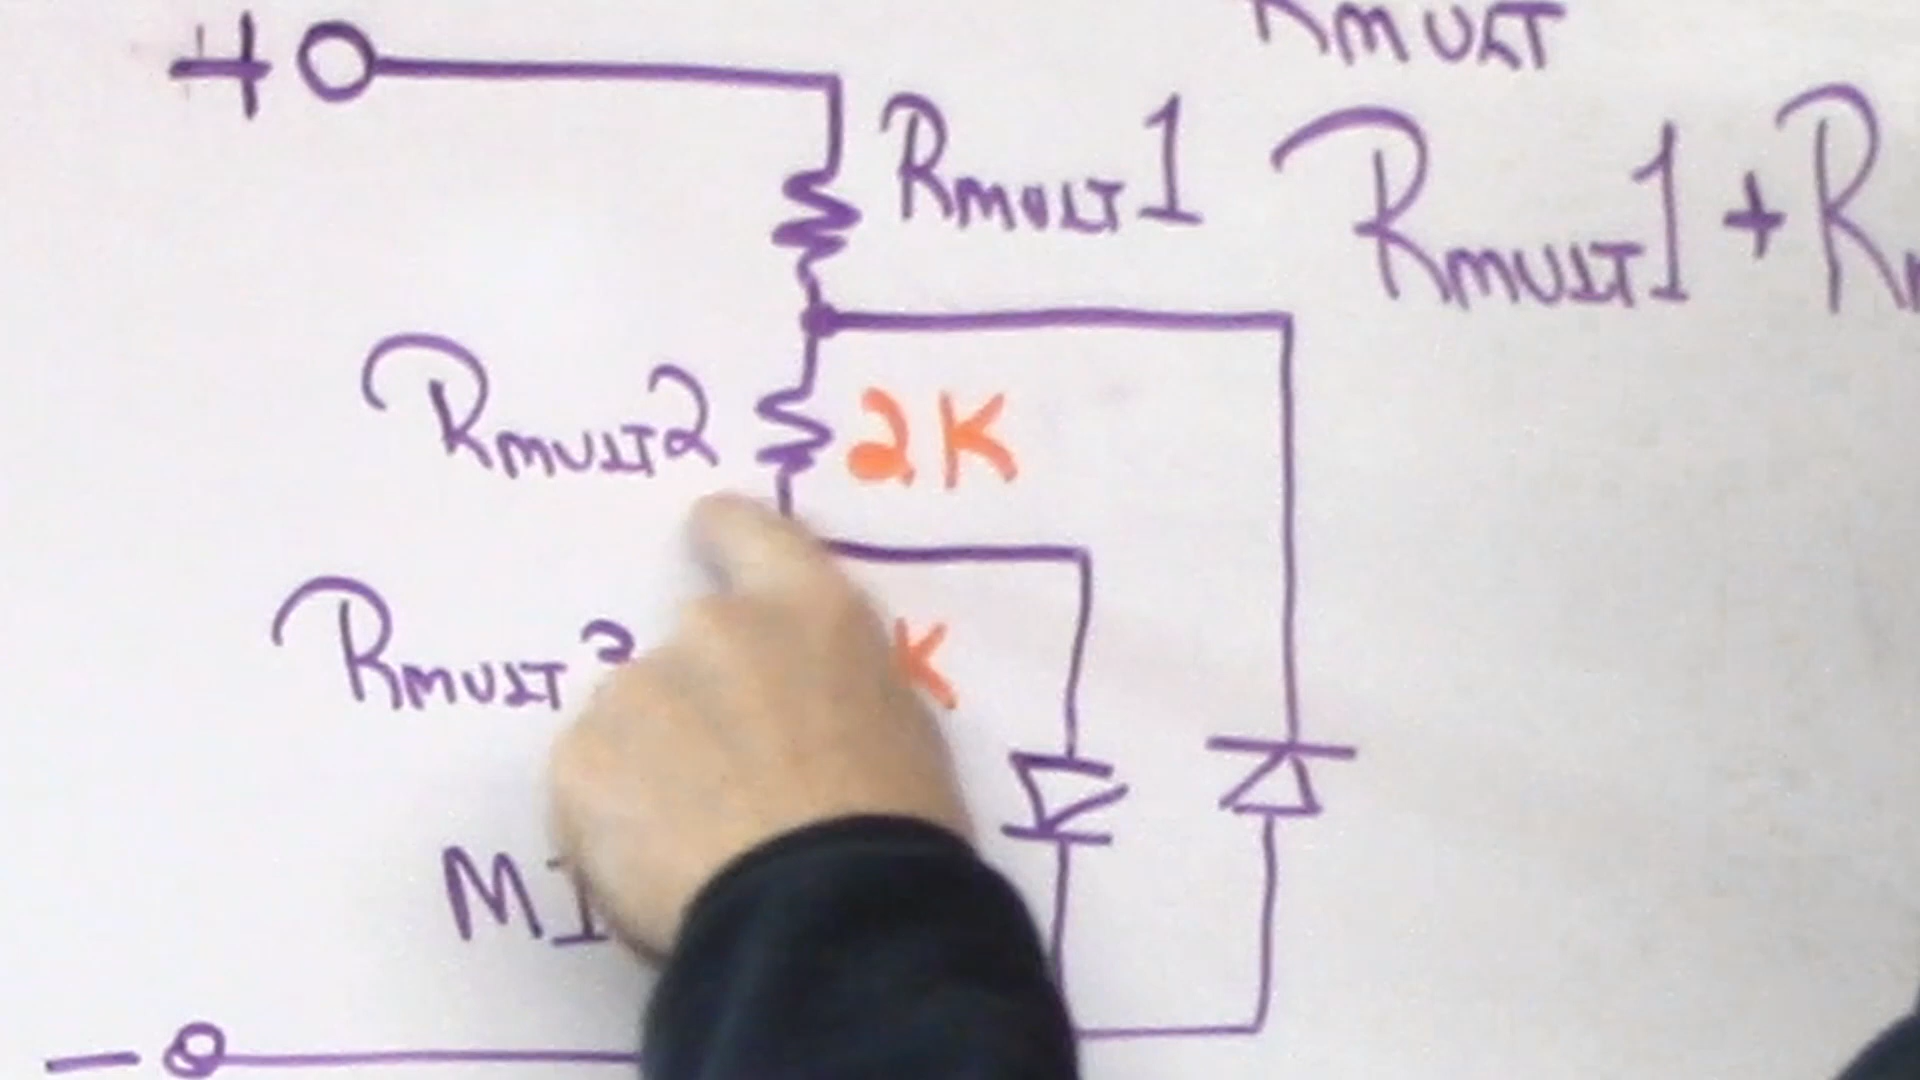 RMULT
+
RMULT1
RMULT1 + R
RMULT2
2K
RMULT
K
M1
-